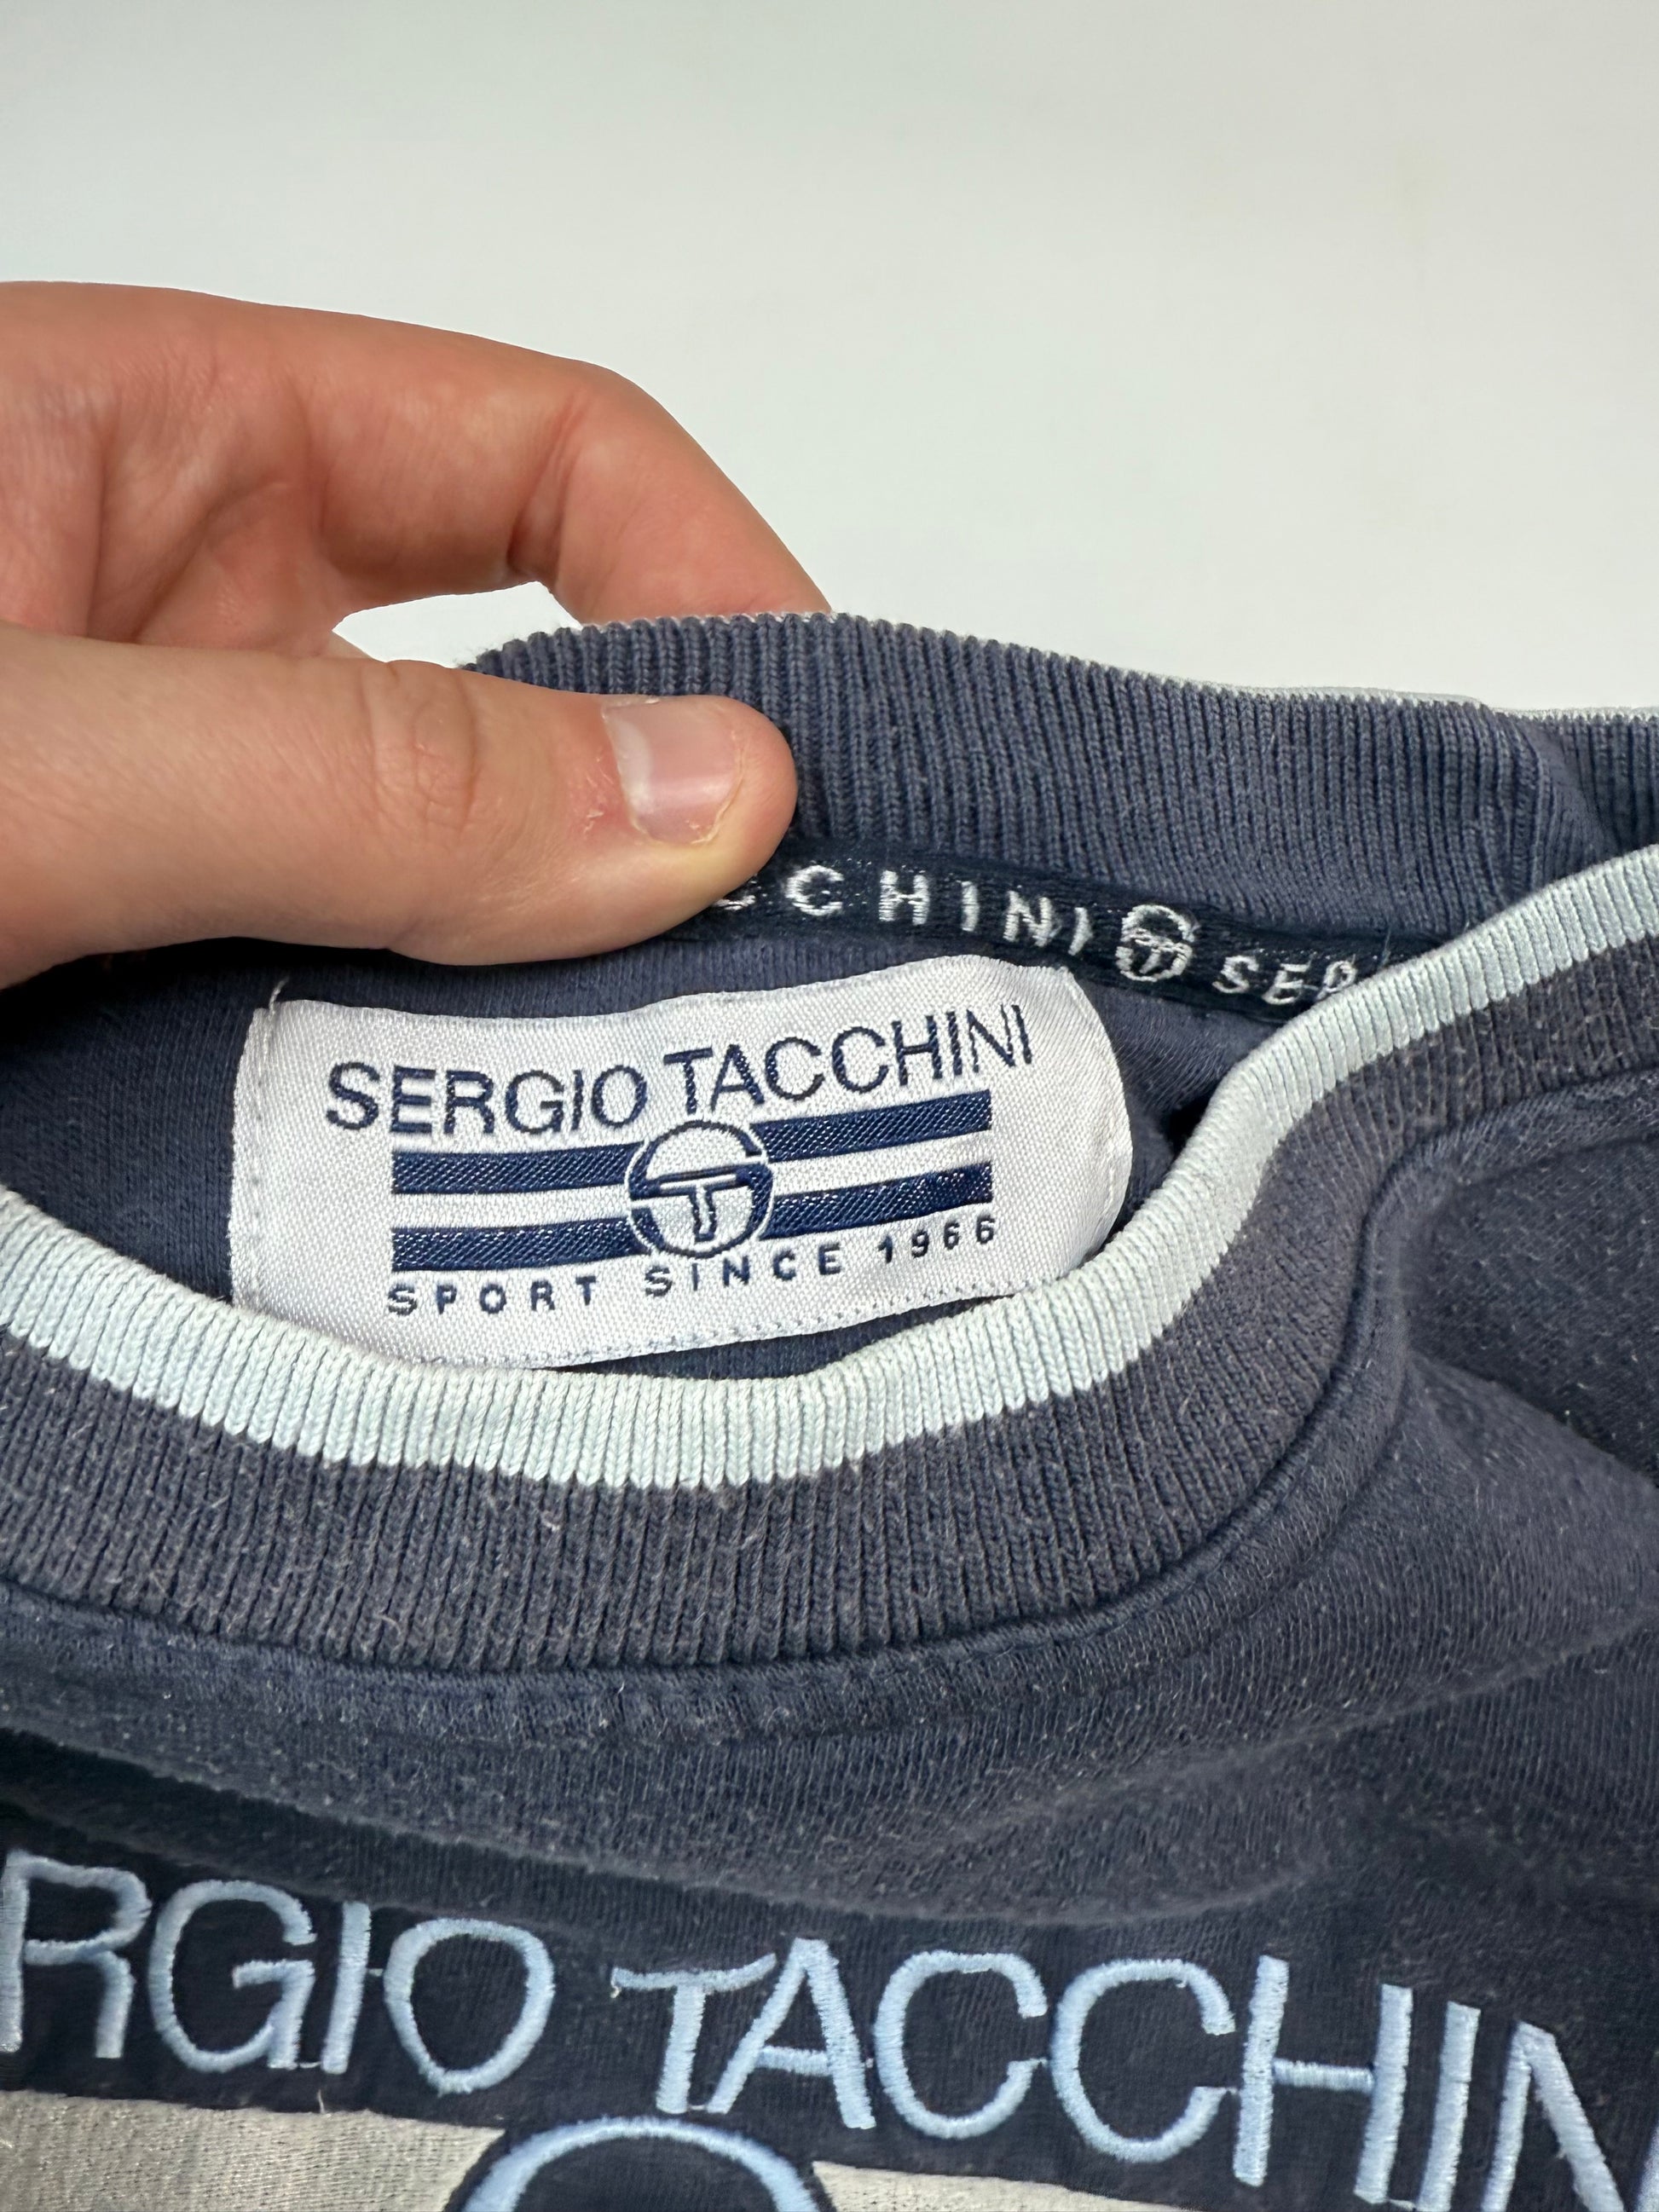 CCHINI SER
SERGIO TACCHINI
SPORT SINCE 1966
RGIO TACCHIN